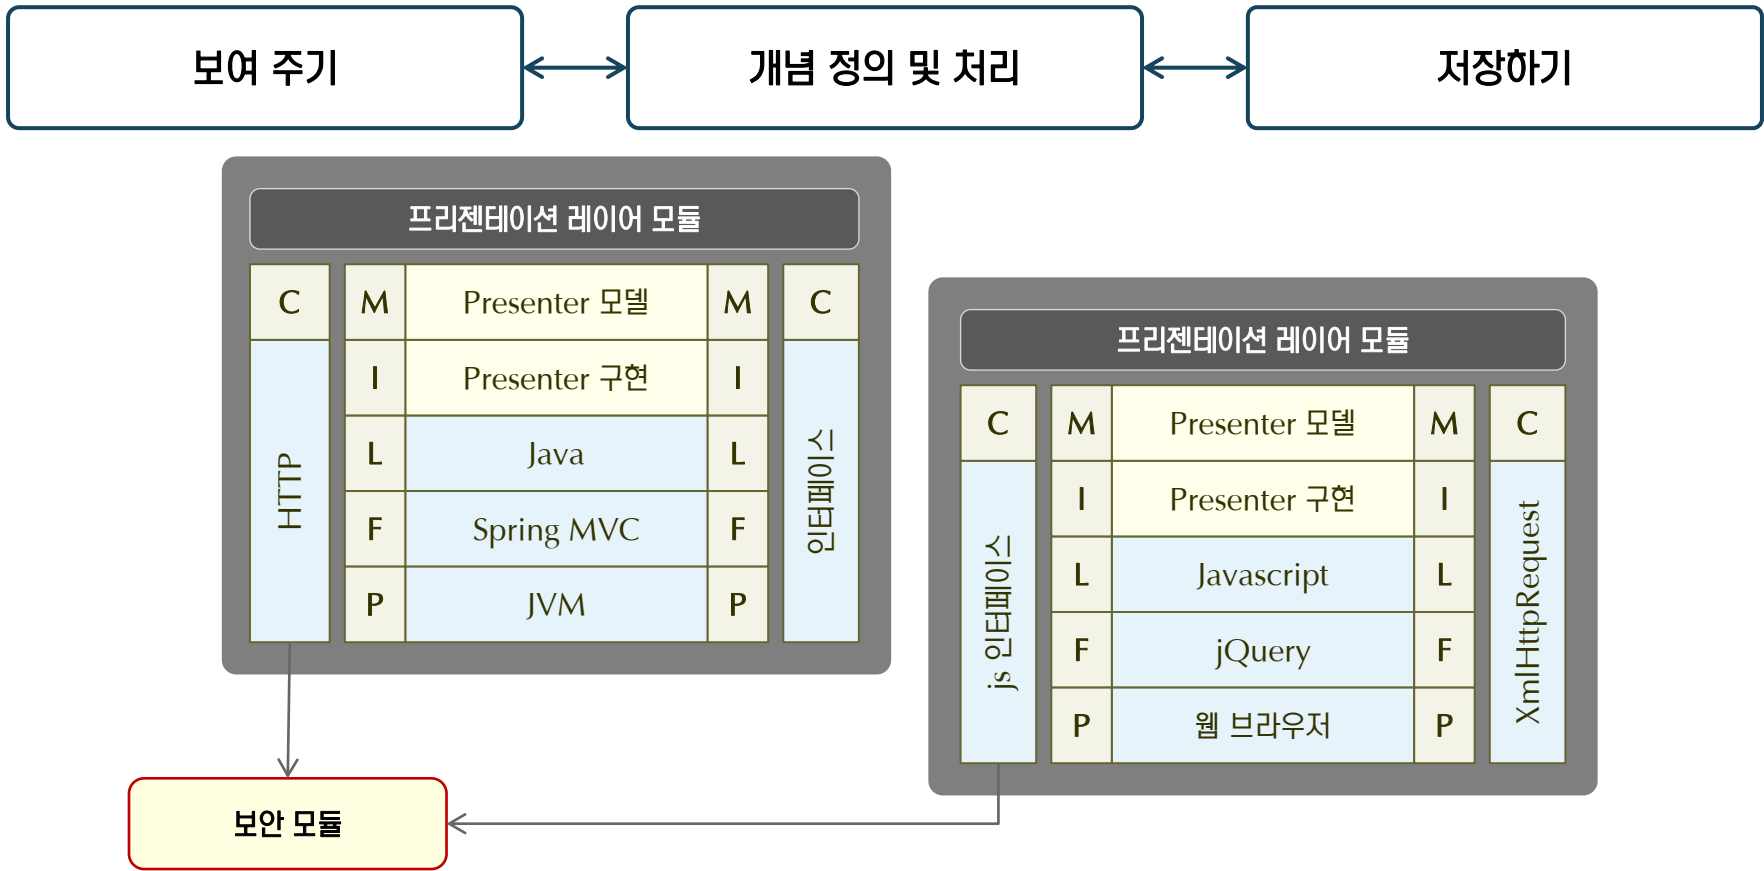 보여 주기
개념 정의 및 처리
저장하기
프리젠테이션 레이어 모듈
C
HTTP
M
Presenter 모델
M
I
Presenter 구현
I
L
Java
L
F
Spring MVC
F
P
JVM
P
C
인터페이스
프리젠테이션 레이어 모듈
C
js 인터페이스
M
Presenter 모델
M
I
Presenter 구현
I
L
Javascript
L
F
jQuery
F
P
웹 브라우저
P
C
XmlHttpRequest
보안 모듈